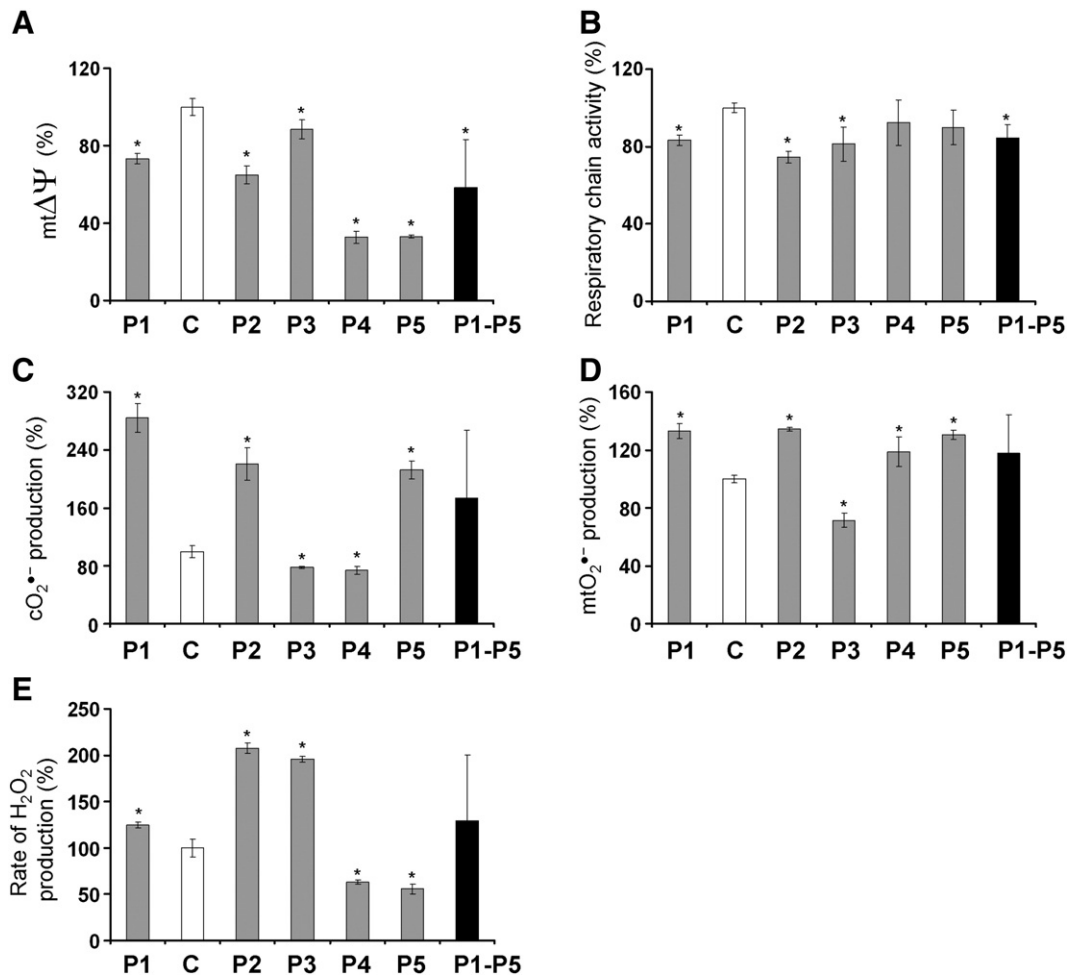 A
mtΔΨ (%)
120
80
40
0
* * * * * *
P1 C P2 P3 P4 P5 P1-P5
B
Respiratory chain activity (%)
120
80
40
0
* * * *
P1 C P2 P3 P4 P5 P1-P5
C
cO₂•− production (%)
320
240
160
80
0
* * * * *
P1 C P2 P3 P4 P5 P1-P5
D
mtO₂•− production (%)
160
120
80
40
0
* * * * *
P1 C P2 P3 P4 P5 P1-P5
E
Rate of H₂O₂
production (%)
250
200
150
100
50
0
* * * * *
P1 C P2 P3 P4 P5 P1-P5